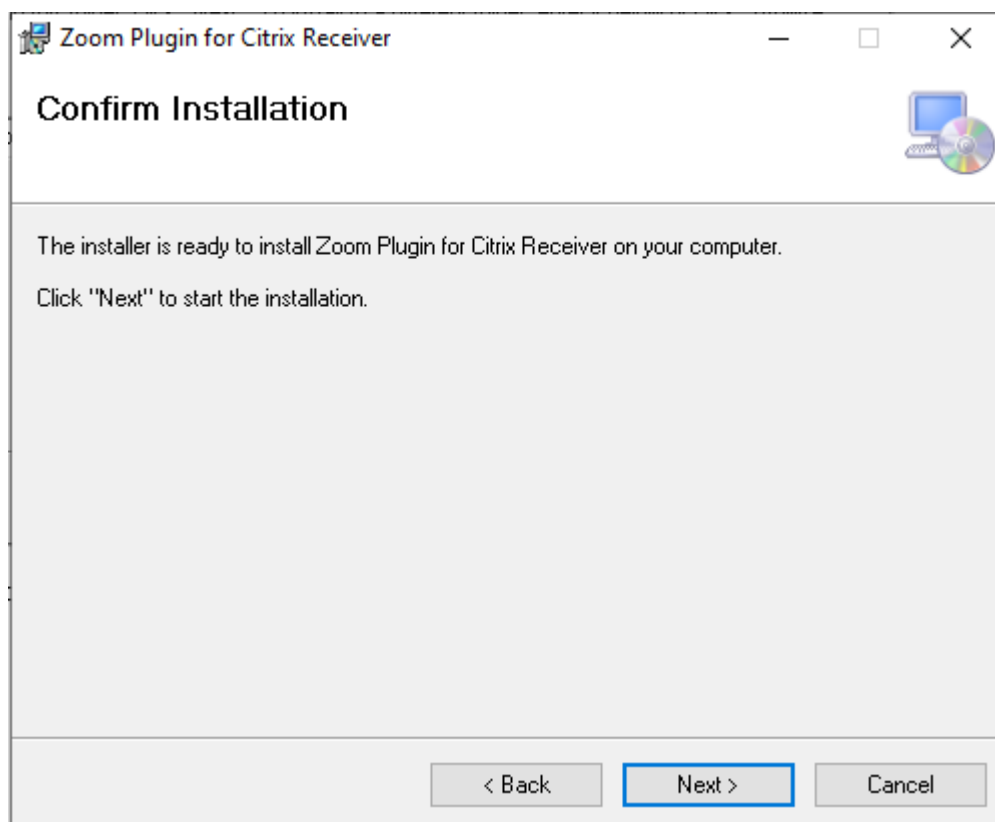 Zoom Plugin for Citrix Receiver
Confirm Installation
The installer is ready to install Zoom Plugin for Citrix Receiver on your computer.
Click "Next" to start the installation.
< Back
Next >
Cancel